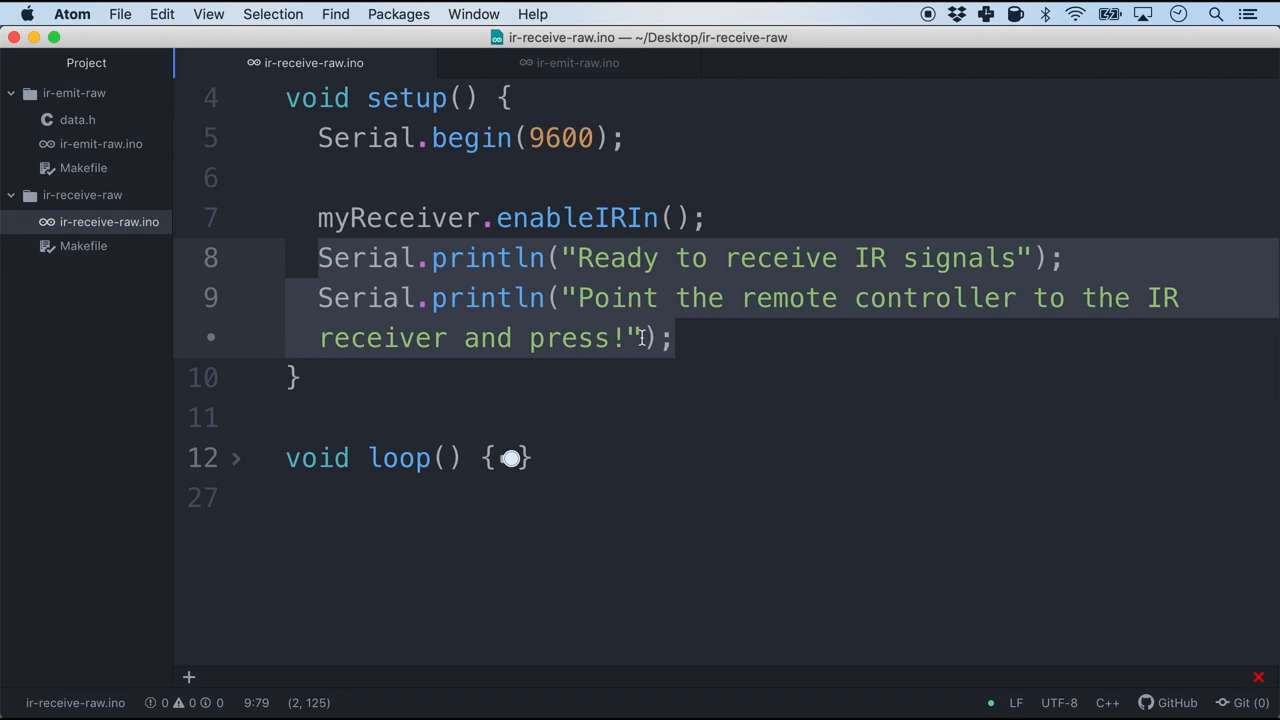 Atom File Edit View Selection Find Packages Window Help
ir-receive-raw.ino — ~/Desktop/ir-receive-raw
Project
ir-receive-raw.ino
ir-emit-raw.ino
ir-emit-raw
data.h
ir-emit-raw.ino
Makefile
ir-receive-raw
ir-receive-raw.ino
Makefile
4 void setup() {
5 Serial.begin(9600);
6
7 myReceiver.enableIRIn();
8 Serial.println("Ready to receive IR signals");
9 Serial.println("Point the remote controller to the IR
• receiver and press!");
10 }
11
12 void loop() {}
27
ir-receive-raw.ino 0 0 0 9:79 (2, 125) LF UTF-8 C++ GitHub Git (0)